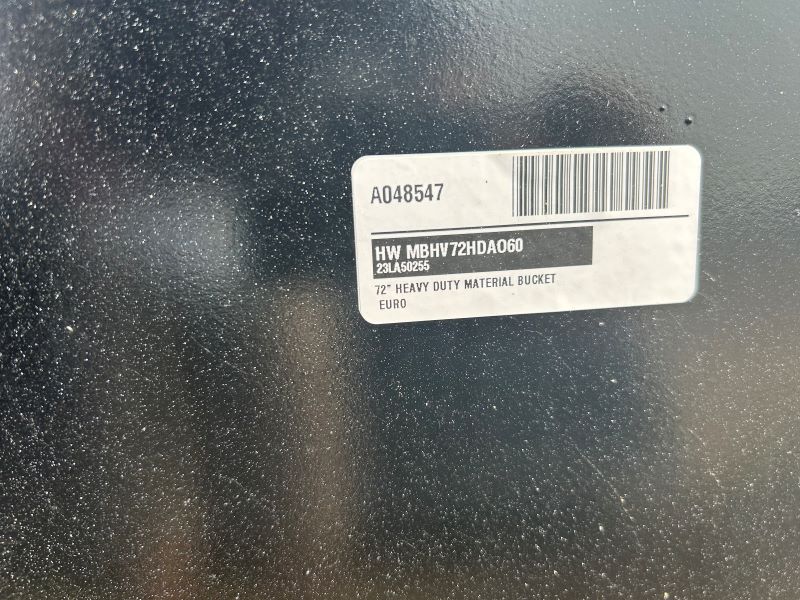 A048547
HW MBHV72HDAO60
23LA50255
72" HEAVY DUTY MATERIAL BUCKET
EURO